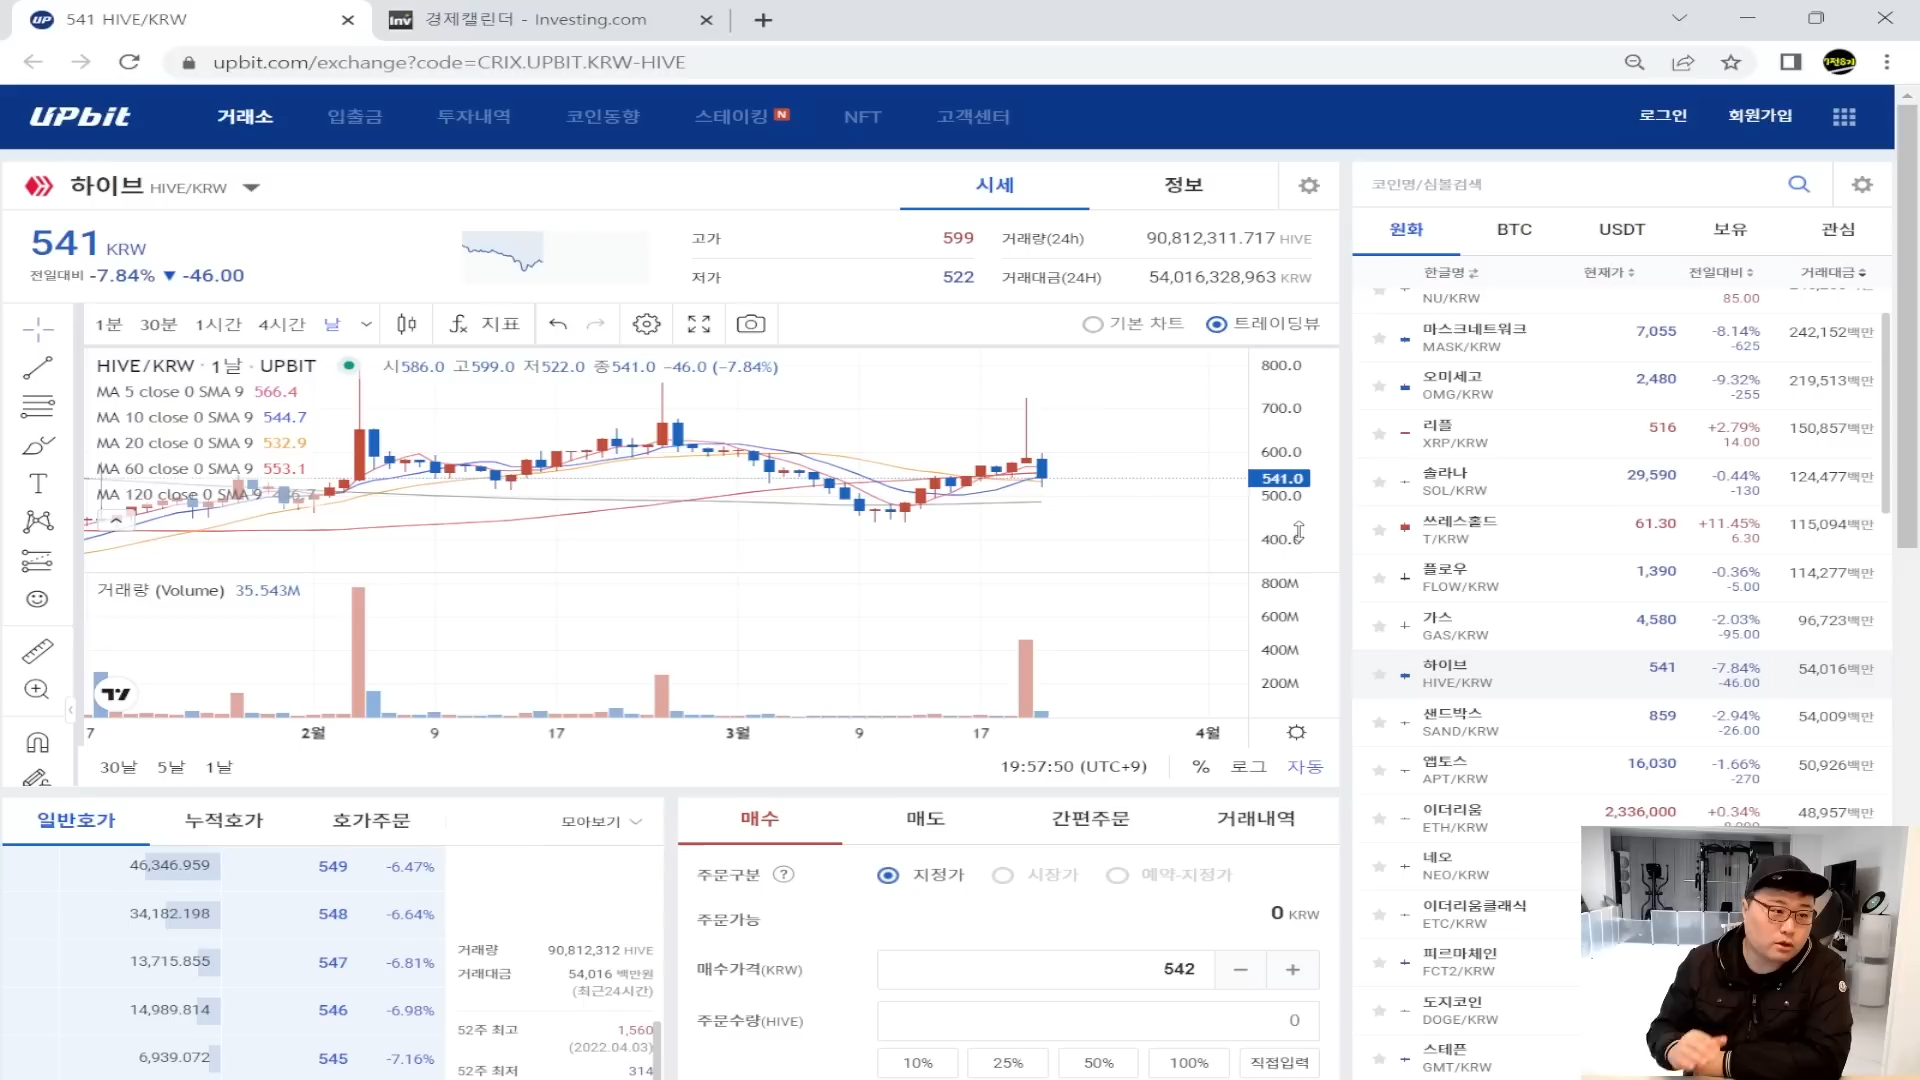 541 HIVE/KRW
경제캘린더 - Investing.com
upbit.com/exchange?code=CRIX.UPBIT.KRW-HIVE
UPbit 거래소 입출금 투자내역 코인동향 스테이킹 N NFT 고객센터 로그인 회원가입
하이브 HIVE/KRW 시세 정보
541 KRW
전일대비 -7.84% ▼ -46.00
고가 599 거래량(24h) 90,812,311.717 HIVE
저가 522 거래대금(24H) 54,016,328,963 KRW
1분 30분 1시간 4시간 날 지표 기본 차트 트레이딩뷰
HIVE/KRW · 1날 · UPBIT 시586.0 고599.0 저522.0 종541.0 −46.0 (−7.84%)
MA 5 close 0 SMA 9 566.4
MA 10 close 0 SMA 9 544.7
MA 20 close 0 SMA 9 532.9
MA 60 close 0 SMA 9 553.1
MA 120 close 0 SMA 9
800.0
700.0
600.0
541.0
500.0
400.0
거래량 (Volume) 35.543M
800M
600M
400M
200M
7 2월 9 17 3월 9 17 4월
30날 5날 1날 19:57:50 (UTC+9) % 로그 자동
일반호가 누적호가 호가주문 모아보기
46,346.959 549 -6.47%
34,182.198 548 -6.64%
13,715.855 547 -6.81%
14,989.814 546 -6.98%
6,939.072 545 -7.16%
거래량 90,812,312 HIVE
거래대금 54,016 백만원
(최근24시간)
52주 최고 1,560
(2022.04.03)
52주 최저 314
매수 매도 간편주문 거래내역
주문구분 ? 지정가 시장가 예약-지정가
주문가능 0 KRW
매수가격(KRW) 542 − +
주문수량(HIVE) 0
10% 25% 50% 100% 직접입력
코인명/심볼검색
원화 BTC USDT 보유 관심
한글명 현재가 전일대비 거래대금
NU/KRW 85.00
마스크네트워크 7,055 -8.14% 242,152백만
MASK/KRW -625
오미세고 2,480 -9.32% 219,513백만
OMG/KRW -255
리플 516 +2.79% 150,857백만
XRP/KRW 14.00
솔라나 29,590 -0.44% 124,477백만
SOL/KRW -130
쓰레스홀드 61.30 +11.45% 115,094백만
T/KRW 6.30
플로우 1,390 -0.36% 114,277백만
FLOW/KRW -5.00
가스 4,580 -2.03% 96,723백만
GAS/KRW -95.00
하이브 541 -7.84% 54,016백만
HIVE/KRW -46.00
샌드박스 859 -2.94% 54,009백만
SAND/KRW -26.00
앱토스 16,030 -1.66% 50,926백만
APT/KRW -270
이더리움 2,336,000 +0.34% 48,957백만
ETH/KRW
네오
NEO/KRW
이더리움클래식
ETC/KRW
피르마체인
FCT2/KRW
도지코인
DOGE/KRW
스테픈
GMT/KRW